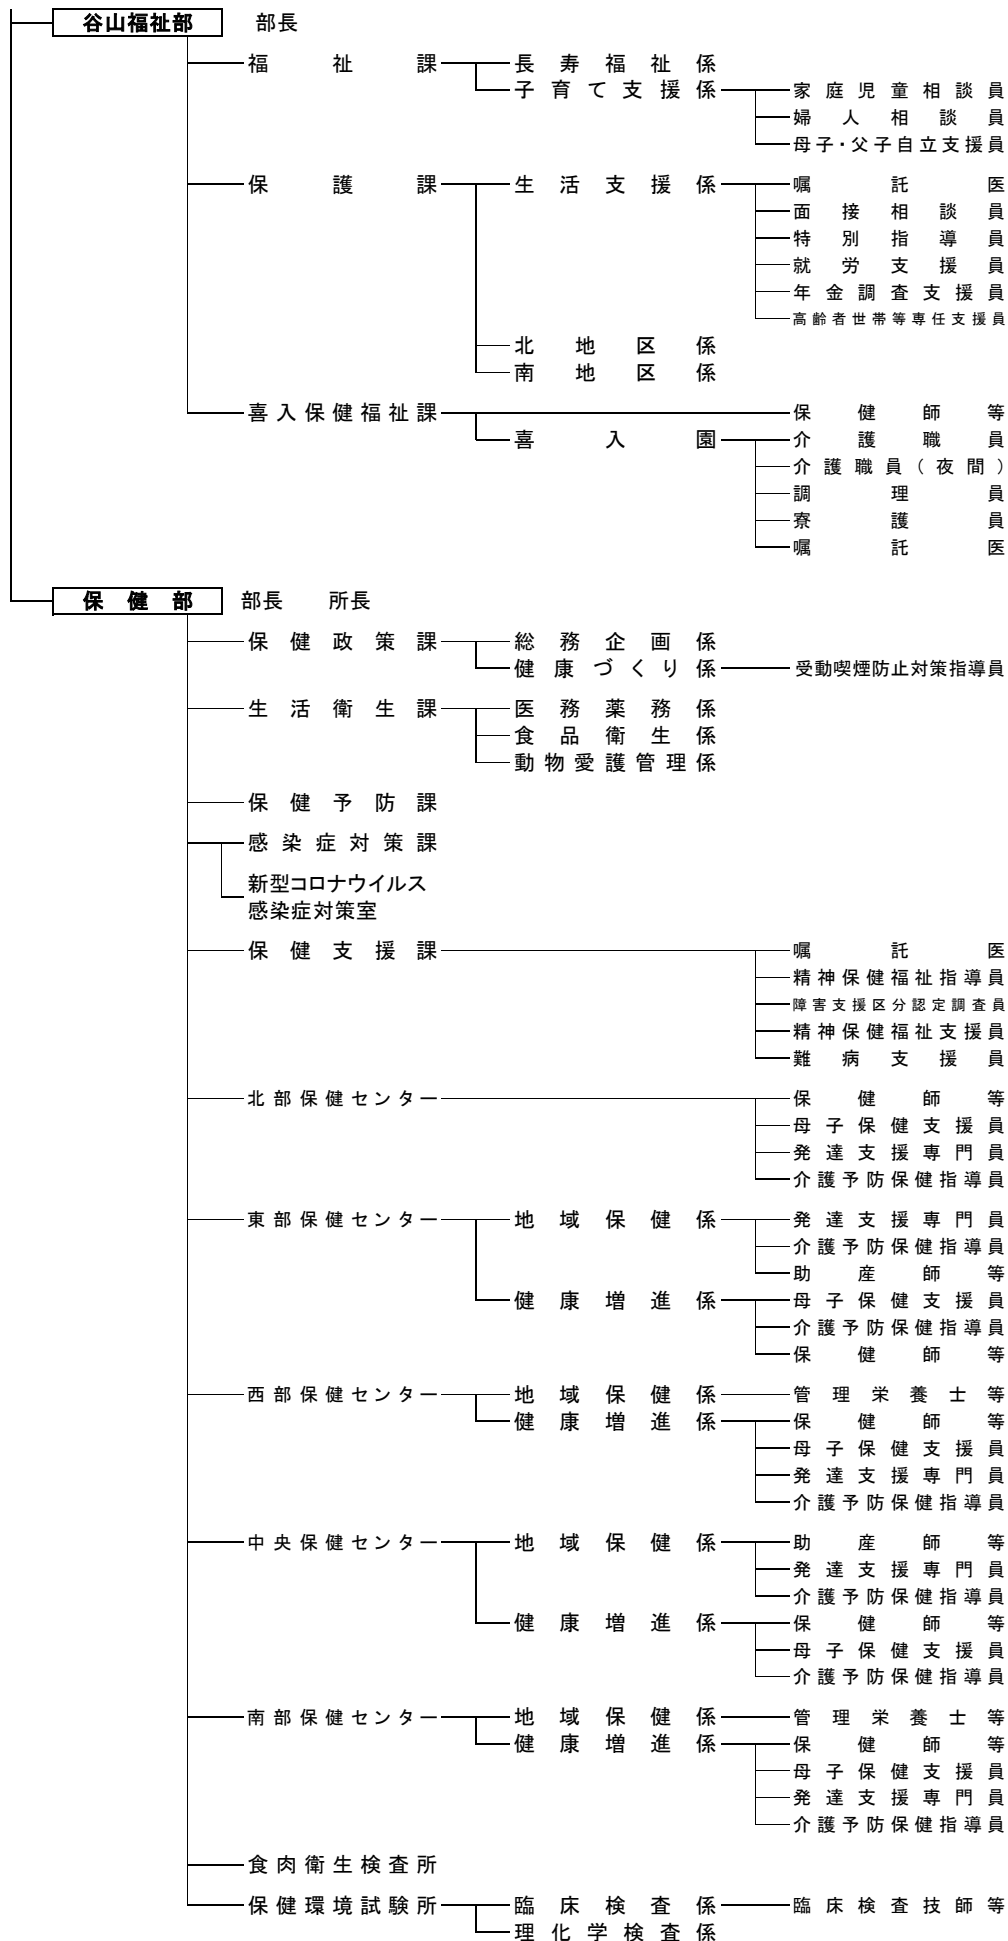 谷山福祉部 部長
福祉課 長寿福祉係
子育て支援係 家庭児童相談員
婦人相談員
母子・父子自立支援員
保護課 生活支援係 嘱託医
面接相談員
特別指導員
就労支援員
年金調査支援員
高齢者世帯等専任支援員
北地区係
南地区係
喜入保健福祉課 保健師等
喜入園 介護職員
介護職員(夜間)
調理員
寮護員
嘱託医
保健部 部長 所長
保健政策課 総務企画係
健康づくり係 受動喫煙防止対策指導員
生活衛生課 医務薬務係
食品衛生係
動物愛護管理係
保健予防課
感染症対策課
新型コロナウイルス
感染症対策室
保健支援課 嘱託医
精神保健福祉指導員
障害支援区分認定調査員
精神保健福祉支援員
難病支援員
北部保健センター 保健師等
母子保健支援員
発達支援専門員
介護予防保健指導員
東部保健センター 地域保健係 発達支援専門員
介護予防保健指導員
助産師等
健康増進係 母子保健支援員
介護予防保健指導員
保健師等
西部保健センター 地域保健係 管理栄養士等
健康増進係 保健師等
母子保健支援員
発達支援専門員
介護予防保健指導員
中央保健センター 地域保健係 助産師等
発達支援専門員
介護予防保健指導員
健康増進係 保健師等
母子保健支援員
介護予防保健指導員
南部保健センター 地域保健係 管理栄養士等
健康増進係 保健師等
母子保健支援員
発達支援専門員
介護予防保健指導員
食肉衛生検査所
保健環境試験所 臨床検査係 臨床検査技師等
理化学検査係